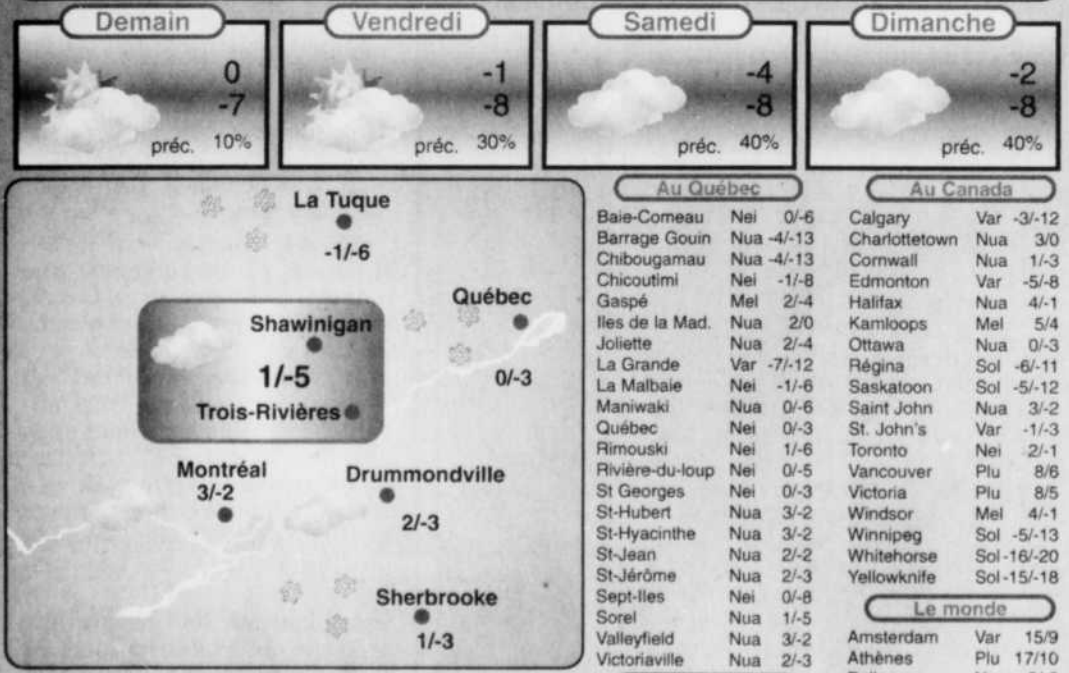 Demain
Vendredi
Samedi
Dimanche
0
-7
préc. 10%
-1
-8
préc. 30%
-4
-8
préc. 40%
-2
-8
préc. 40%
La Tuque
-1/-6
Québec
0/-3
Shawinigan
1/-5
Trois-Rivières
Montréal
3/-2
Drummondville
2/-3
Sherbrooke
1/-3
Au Québec
Baie-Comeau Nei 0/-6
Barrage Gouin Nua -4/-13
Chibougamau Nua -4/-13
Chicoutimi Nei -1/-8
Gaspé Mel 2/-4
Iles de la Mad. Nua 2/0
Joliette Nua 2/-4
La Grande Var -7/-12
La Malbaie Nei -1/-6
Maniwaki Nua 0/-6
Québec Nei 0/-3
Rimouski Nei 1/-6
Rivière-du-loup Nei 0/-5
St Georges Nei 0/-3
St-Hubert Nua 3/-2
St-Hyacinthe Nua 3/-2
St-Jean Nua 2/-2
St-Jérôme Nua 2/-3
Sept-Iles Nei 0/-8
Sorel Nua 1/-5
Valleyfield Nua 3/-2
Victoriaville Nua 2/-3
Au Canada
Calgary Var -3/-12
Charlottetown Nua 3/0
Cornwall Nua 1/-3
Edmonton Var -5/-8
Halifax Nua 4/-1
Kamloops Mel 5/4
Ottawa Nua 0/-3
Régina Sol -6/-11
Saskatoon Sol -5/-12
Saint John Nua 3/-2
St. John's Var -1/-3
Toronto Nei 2/-1
Vancouver Plu 8/6
Victoria Plu 8/5
Windsor Mel 4/-1
Winnipeg Sol -5/-13
Whitehorse Sol -16/-20
Yellowknife Sol -15/-18
Le monde
Amsterdam Var 15/9
Athènes Plu 17/10